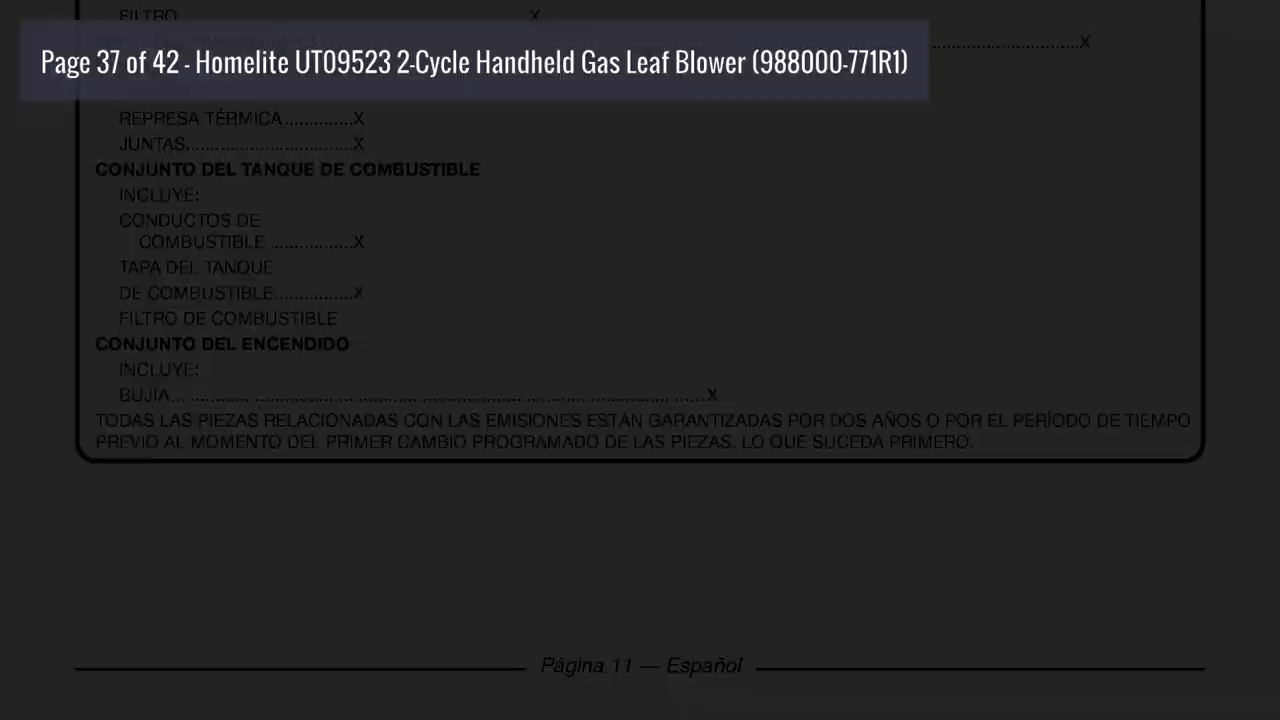 FILTRO X
Page 37 of 42 - Homelite UT09523 2-Cycle Handheld Gas Leaf Blower (988000-771R1)
..............................X
REPRESA TÉRMICA..............X
JUNTAS.................................X
CONJUNTO DEL TANQUE DE COMBUSTIBLE
INCLUYE:
CONDUCTOS DE
COMBUSTIBLE ................X
TAPA DEL TANQUE
DE COMBUSTIBLE................X
FILTRO DE COMBUSTIBLE
CONJUNTO DEL ENCENDIDO
INCLUYE:
BUJÍA...........................................................................................................X
TODAS LAS PIEZAS RELACIONADAS CON LAS EMISIONES ESTÁN GARANTIZADAS POR DOS AÑOS O POR EL PERÍODO DE TIEMPO
PREVIO AL MOMENTO DEL PRIMER CAMBIO PROGRAMADO DE LAS PIEZAS, LO QUE SUCEDA PRIMERO.
Página 11 — Español